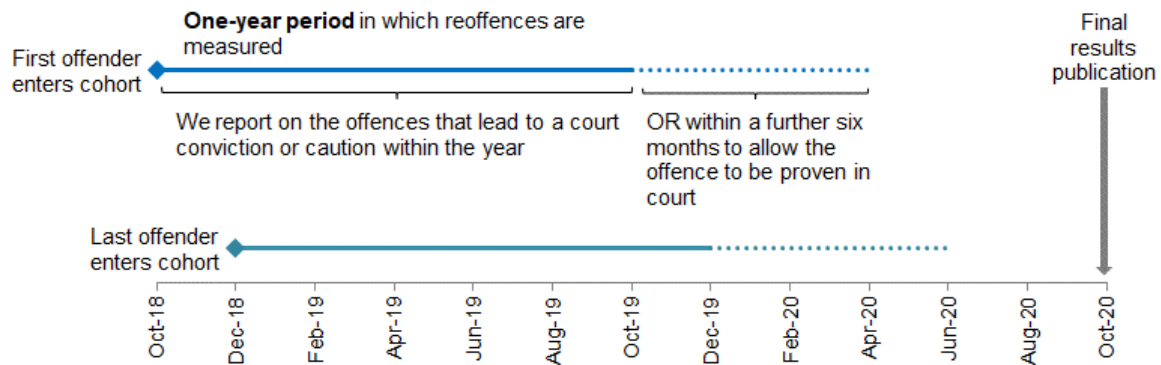 One-year period in which reoffences are
measured
Final
results
publication
First offender
enters cohort
We report on the offences that lead to a court
conviction or caution within the year
OR within a further six
months to allow the
offence to be proven in
court
Last offender
enters cohort
Oct-18
Dec-18
Feb-19
Apr-19
Jun-19
Aug-19
Oct-19
Dec-19
Feb-20
Apr-20
Jun-20
Aug-20
Oct-20